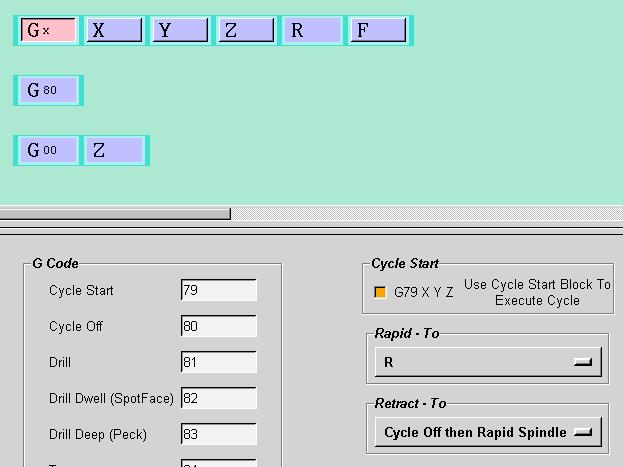 G x X Y Z R F
G 80
G 00 Z
G Code
Cycle Start 79
Cycle Off 80
Drill 81
Drill Dwell (SpotFace) 82
Drill Deep (Peck) 83
Cycle Start
G79 X Y Z Use Cycle Start Block To
Execute Cycle
Rapid - To
R
Retract - To
Cycle Off then Rapid Spindle